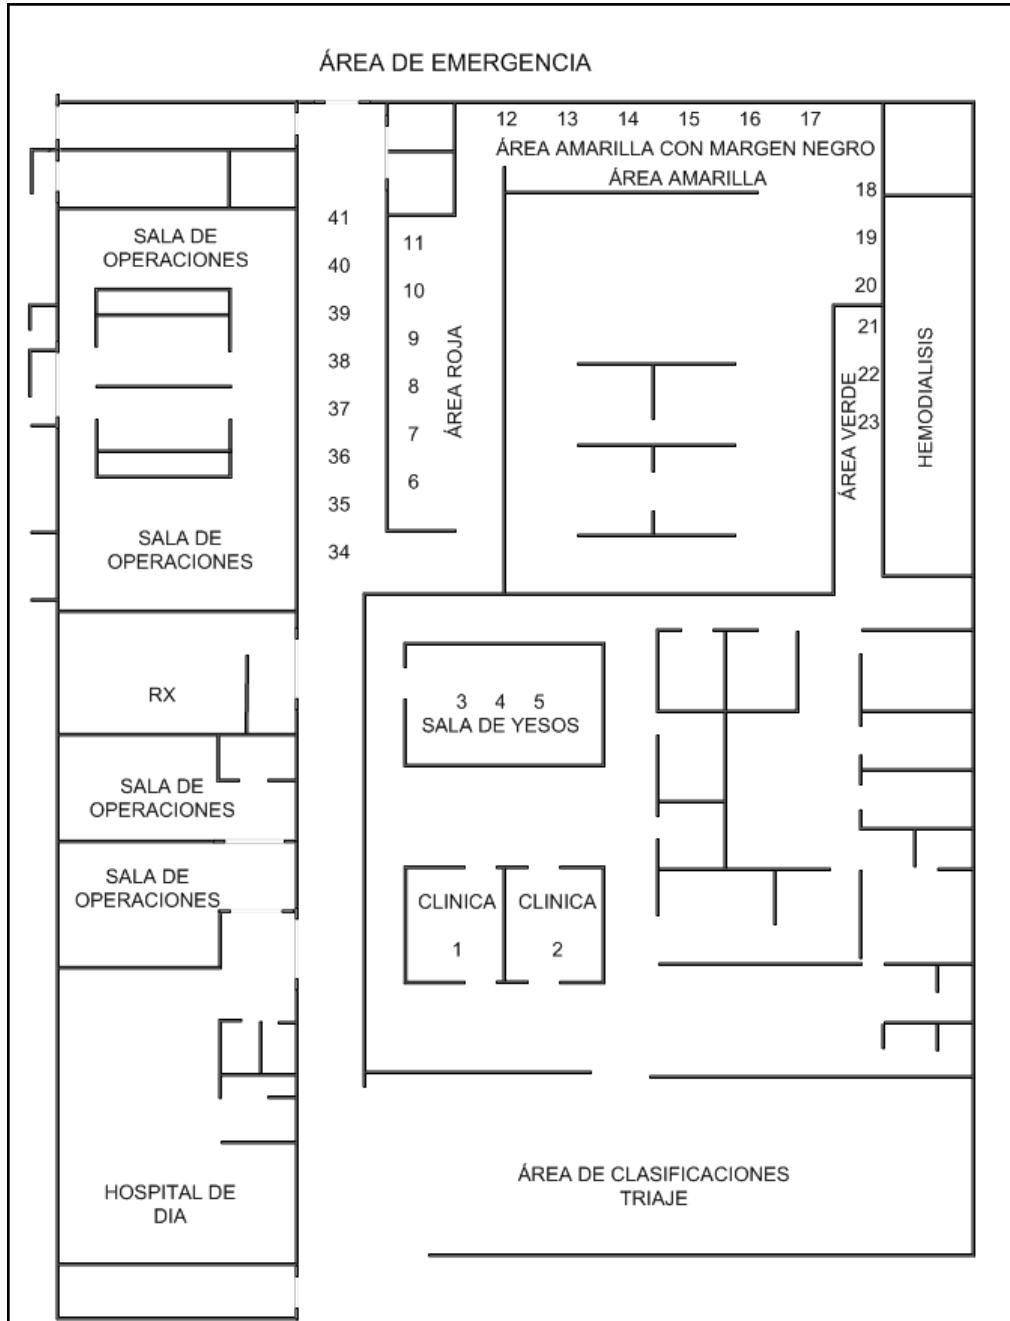 ÁREA DE EMERGENCIA
12 13 14 15 16 17
ÁREA AMARILLA CON MARGEN NEGRO
ÁREA AMARILLA
18
19
20
21
22
23
ÁREA VERDE
HEMODIALISIS
41
40
39
38
37
36
35
34
11
10
9
8
7
6
ÁREA ROJA
SALA DE
OPERACIONES
SALA DE
OPERACIONES
RX
SALA DE
OPERACIONES
SALA DE
OPERACIONES
3 4 5
SALA DE YESOS
CLINICA
1
CLINICA
2
HOSPITAL DE
DIA
ÁREA DE CLASIFICACIONES
TRIAJE